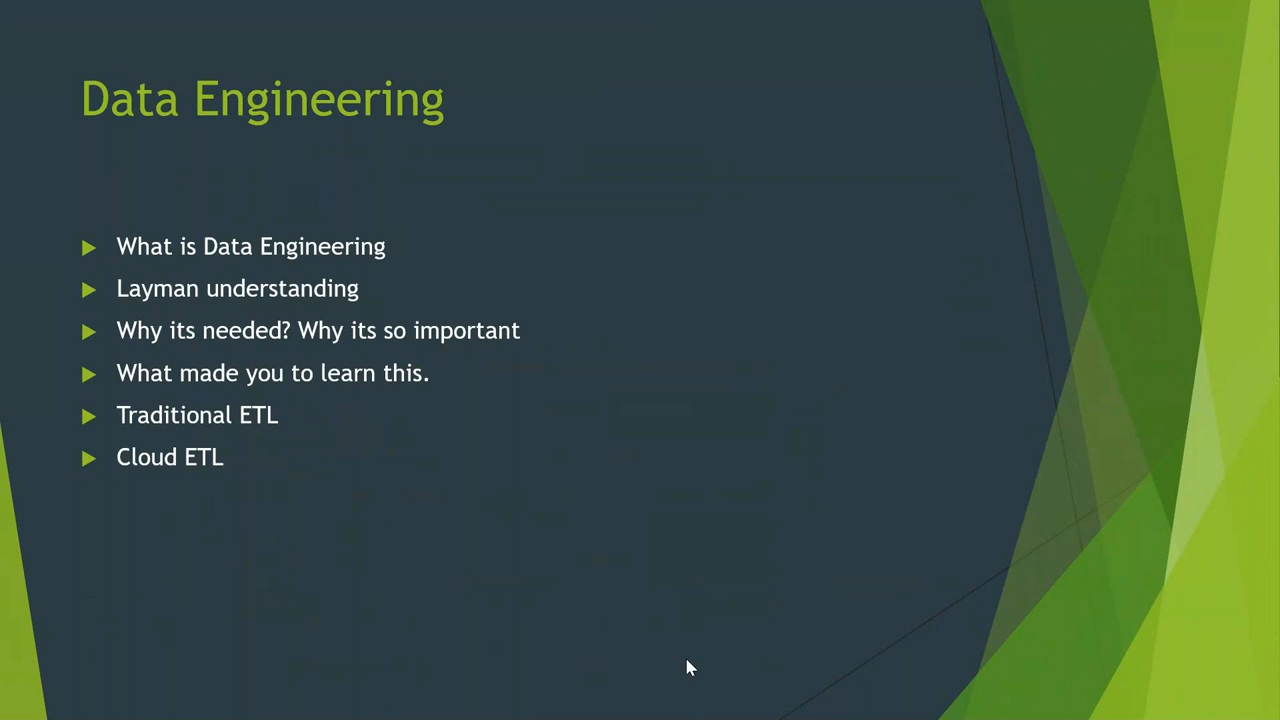 Data Engineering
What is Data Engineering
Layman understanding
Why its needed? Why its so important
What made you to learn this.
Traditional ETL
Cloud ETL